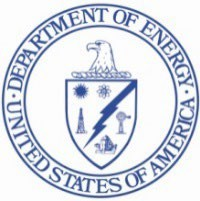 DEPARTMENT OF ENERGY
UNITED STATES OF AMERICA